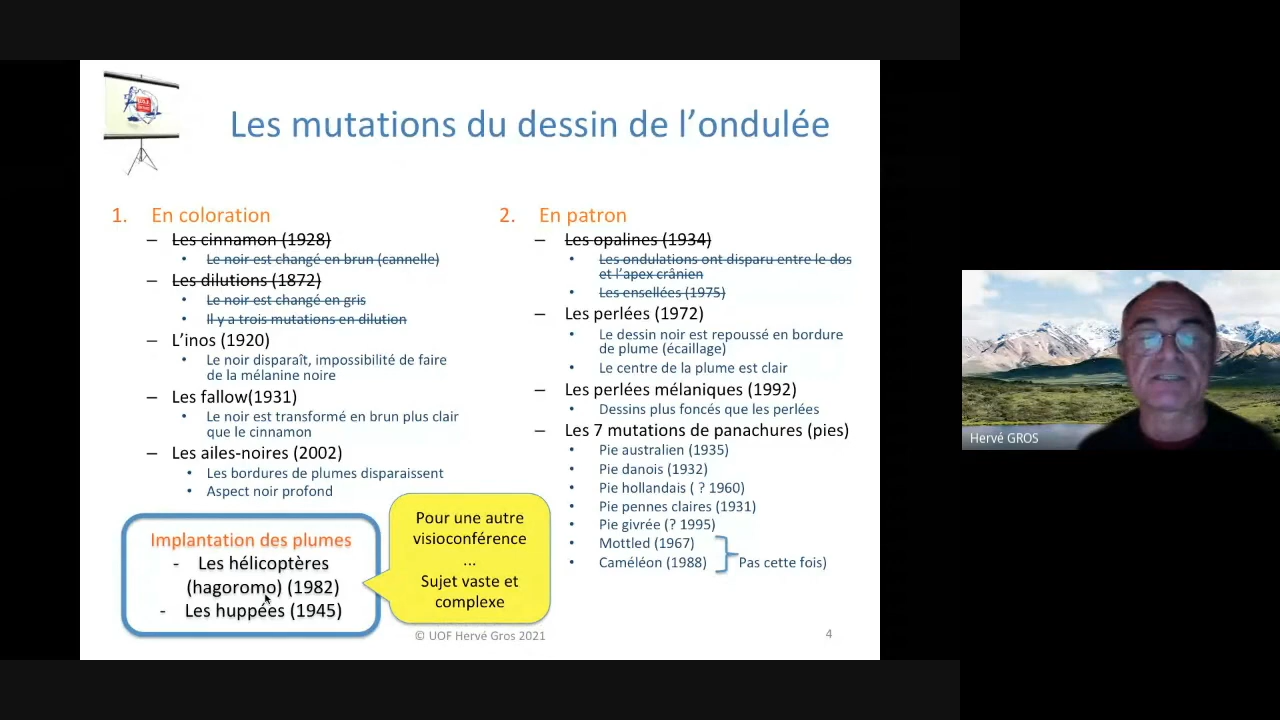 Les mutations du dessin de l’ondulée
1. En coloration
– Les cinnamon (1928)
• Le noir est changé en brun (cannelle)
– Les dilutions (1872)
• Le noir est changé en gris
• Il y a trois mutations en dilution
– L’inos (1920)
• Le noir disparaît, impossibilité de faire
de la mélanine noire
– Les fallow(1931)
• Le noir est transformé en brun plus clair
que le cinnamon
– Les ailes-noires (2002)
• Les bordures de plumes disparaissent
• Aspect noir profond
Implantation des plumes
- Les hélicoptères
(hagoromo) (1982)
- Les huppées (1945)
Pour une autre
visioconférence
...
Sujet vaste et
complexe
2. En patron
– Les opalines (1934)
• Les ondulations ont disparu entre le dos
et l’apex crânien
• Les ensellées (1975)
– Les perlées (1972)
• Le dessin noir est repoussé en bordure
de plume (écaillage)
• Le centre de la plume est clair
– Les perlées mélaniques (1992)
• Dessins plus foncés que les perlées
– Les 7 mutations de panachures (pies)
• Pie australien (1935)
• Pie danois (1932)
• Pie hollandais ( ? 1960)
• Pie pennes claires (1931)
• Pie givrée (? 1995)
• Mottled (1967)
• Caméléon (1988)
Pas cette fois)
© UOF Hervé Gros 2021
4
Hervé GROS